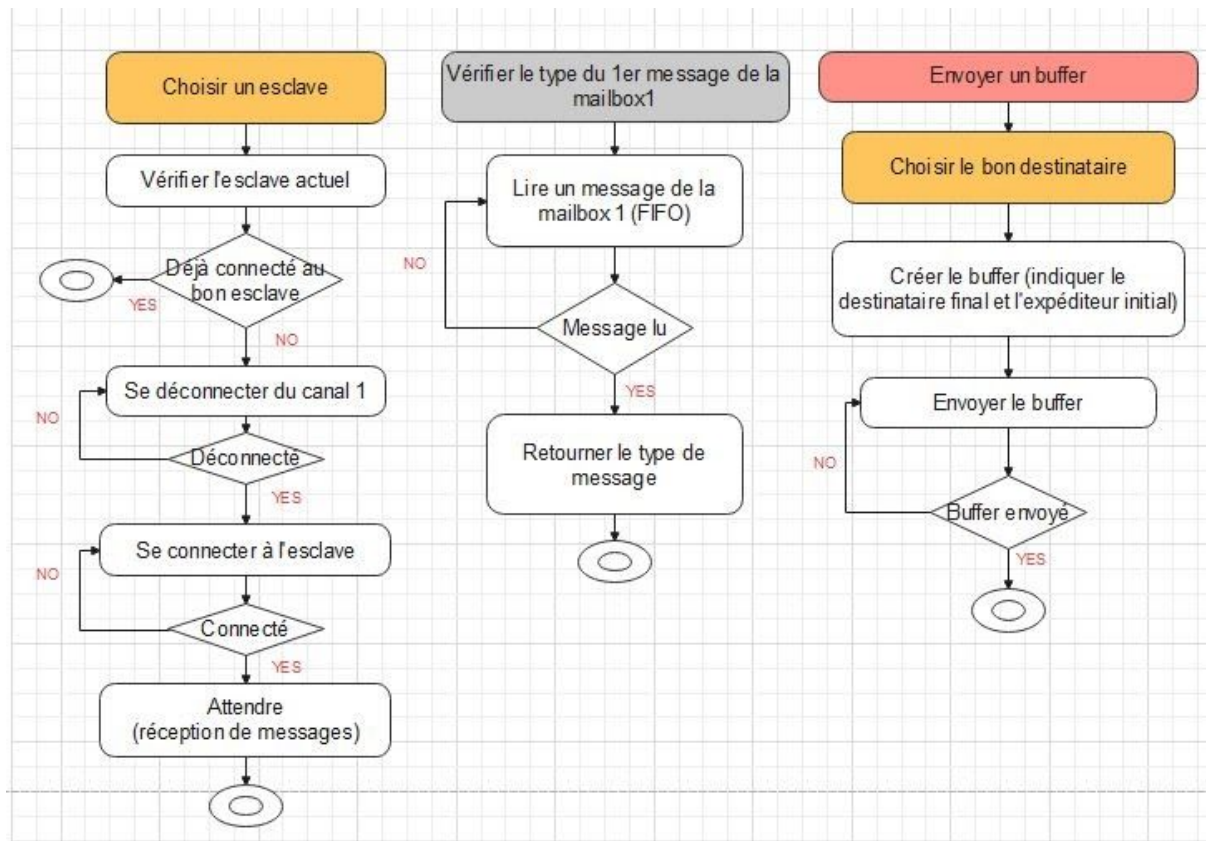 Choisir un esclave
Vérifier l'esclave actuel
Déjà connecté au
bon esclave
YES
NO
Se déconnecter du canal 1
NO
Déconnecté
YES
Se connecter à l'esclave
NO
Connecté
YES
Attendre
(réception de messages)
Vérifier le type du 1er message de la
mailbox1
Lire un message de la
mailbox 1 (FIFO)
NO
Message lu
YES
Retourner le type de
message
Envoyer un buffer
Choisir le bon destinataire
Créer le buffer (indiquer le
destinataire final et l'expéditeur initial)
Envoyer le buffer
NO
Buffer envoyé
YES